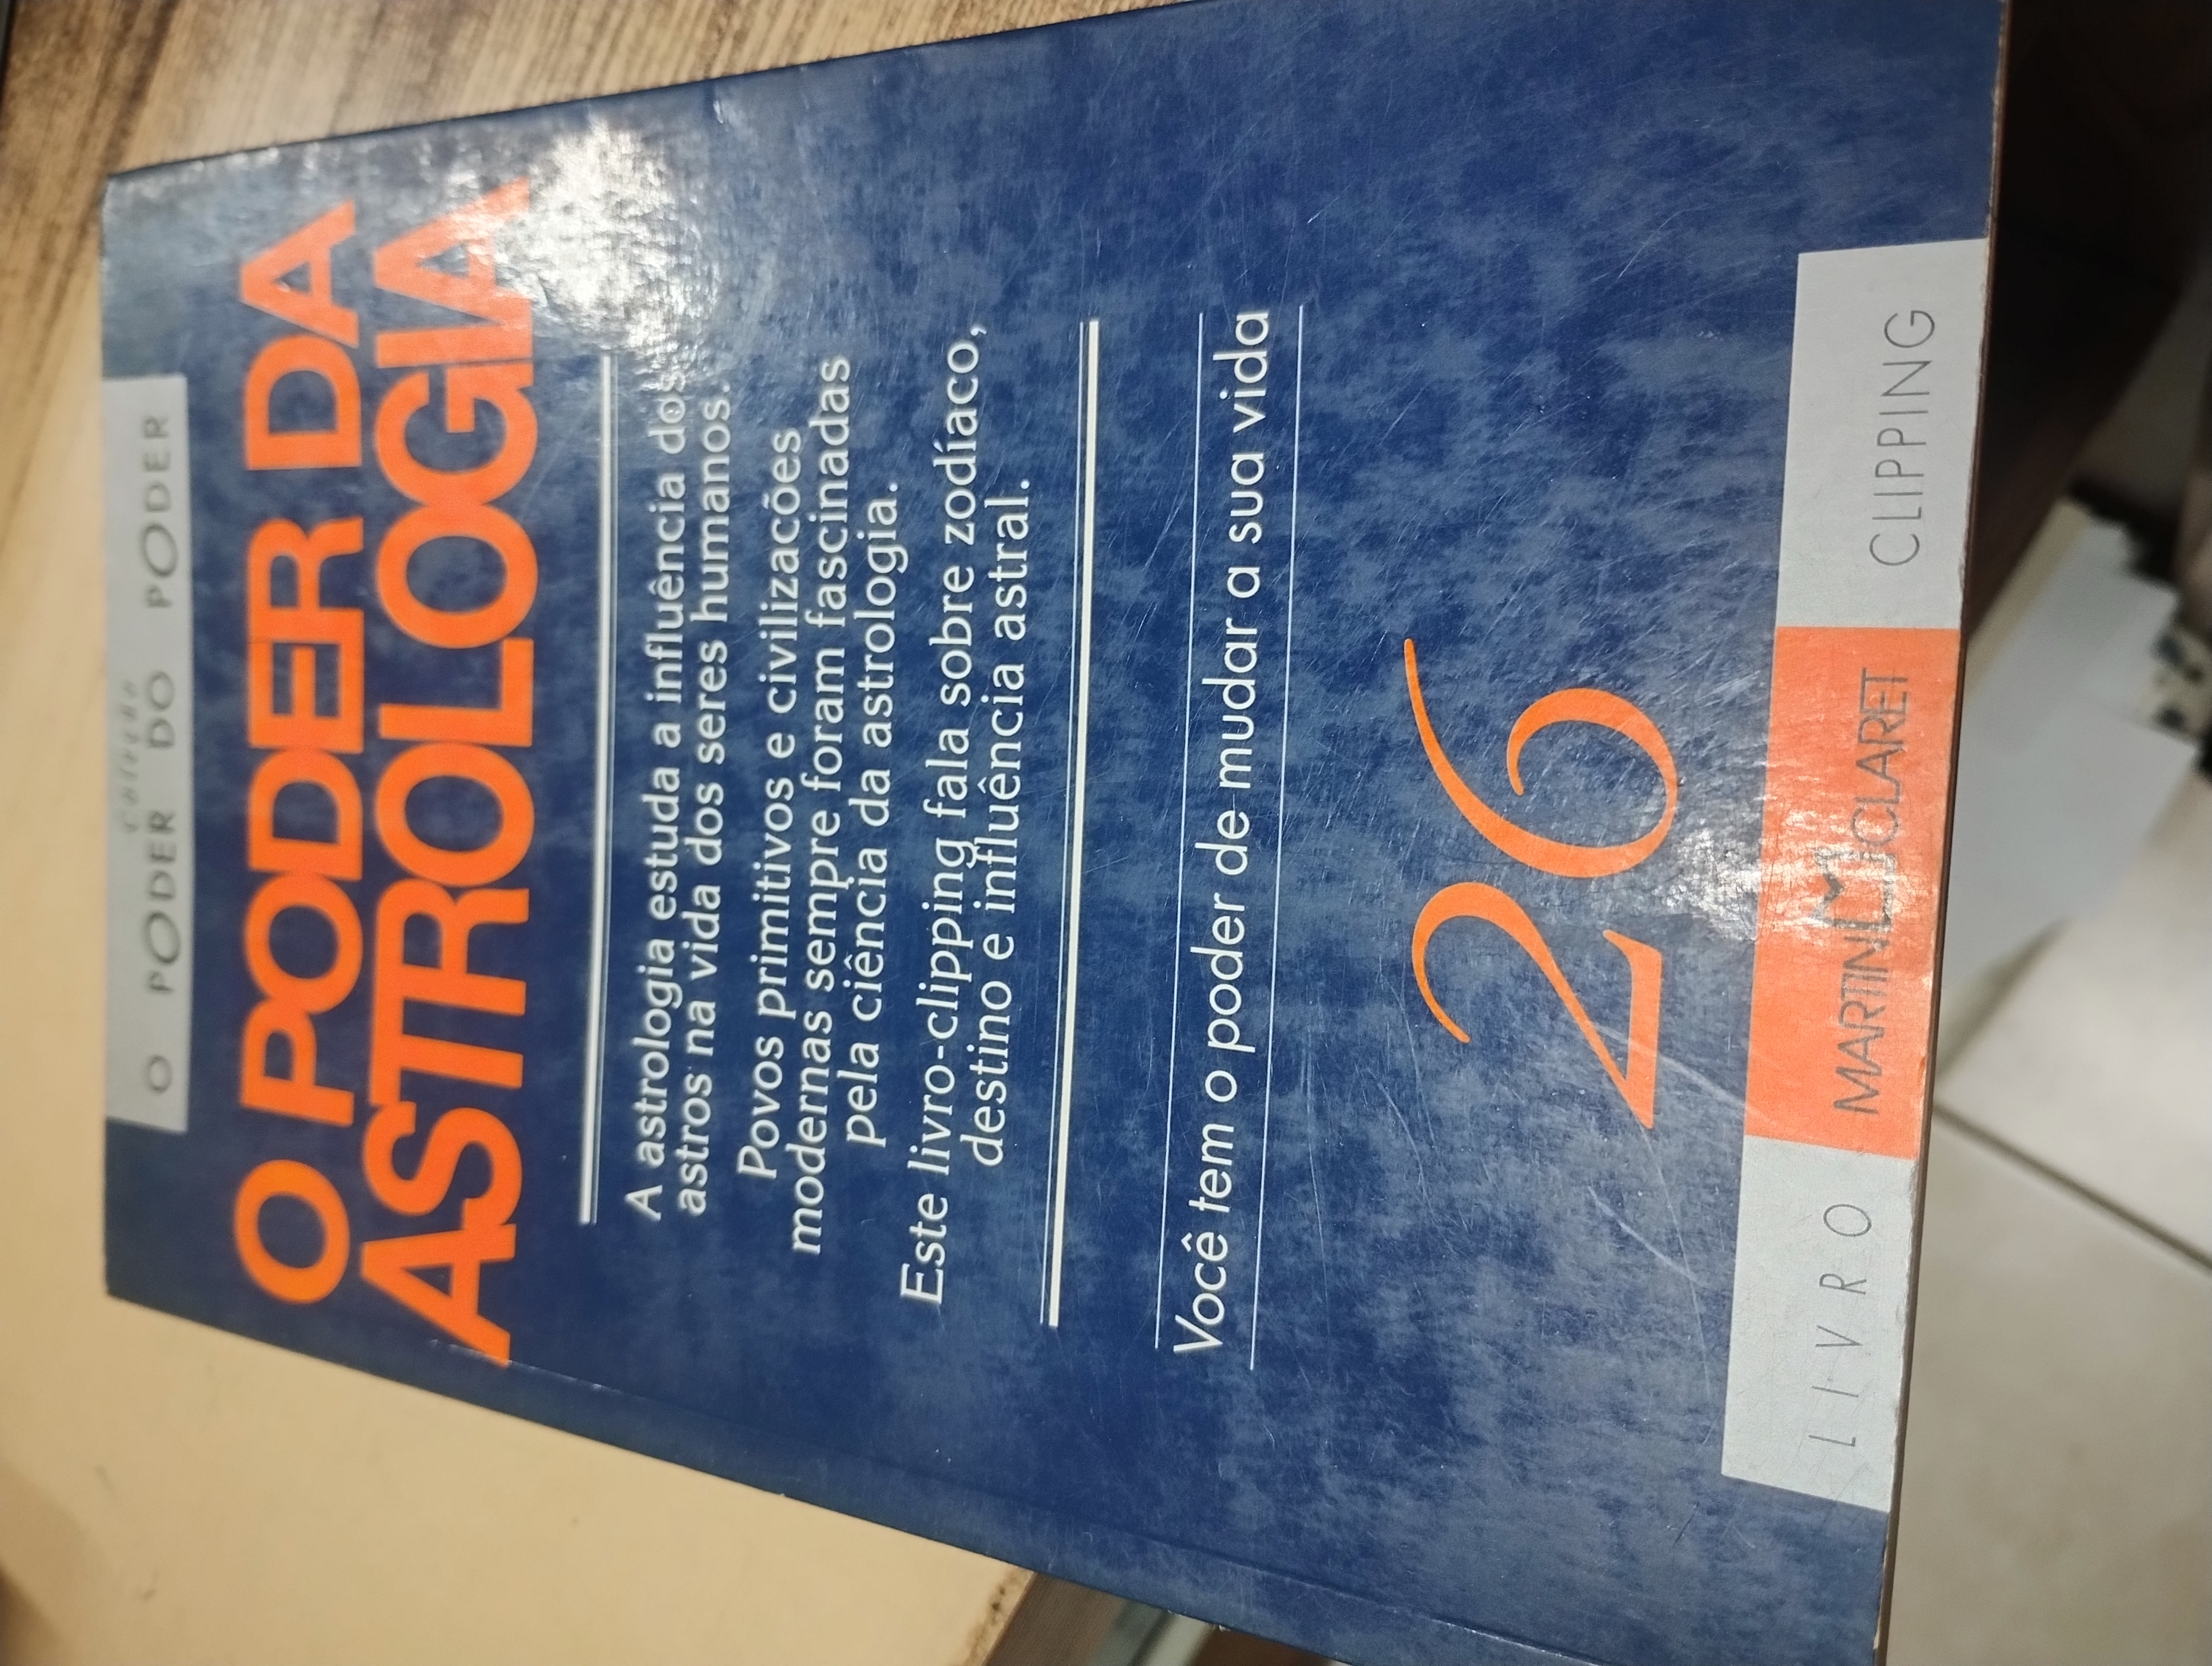 Coleção
O PODER DO PODER
O PODER DA
ASTROLOGIA
A astrologia estuda a influência dos
astros na vida dos seres humanos.
Povos primitivos e civilizações
modernas sempre foram fascinadas
pela ciência da astrologia.
Este livro-clipping fala sobre zodíaco,
destino e influência astral.
Você tem o poder de mudar a sua vida
26
LIVRO MARTIN CLARET CLIPPING